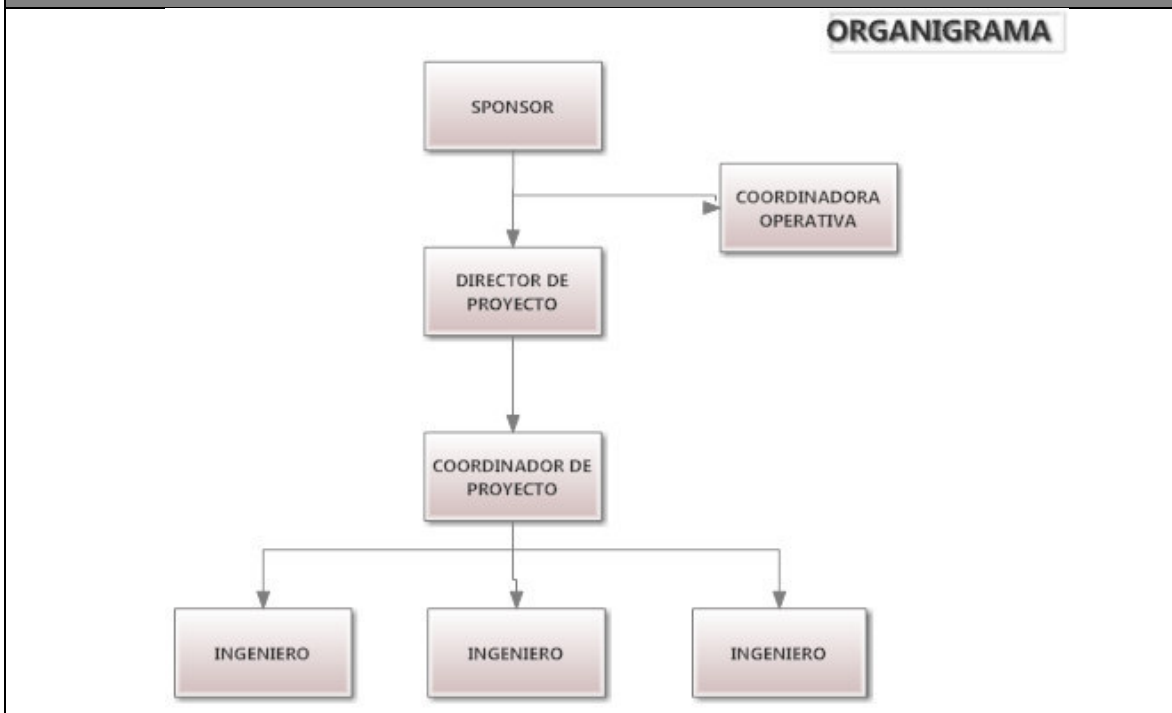 ORGANIGRAMA
SPONSOR
COORDINADORA
OPERATIVA
DIRECTOR DE
PROYECTO
COORDINADOR DE
PROYECTO
INGENIERO
INGENIERO
INGENIERO